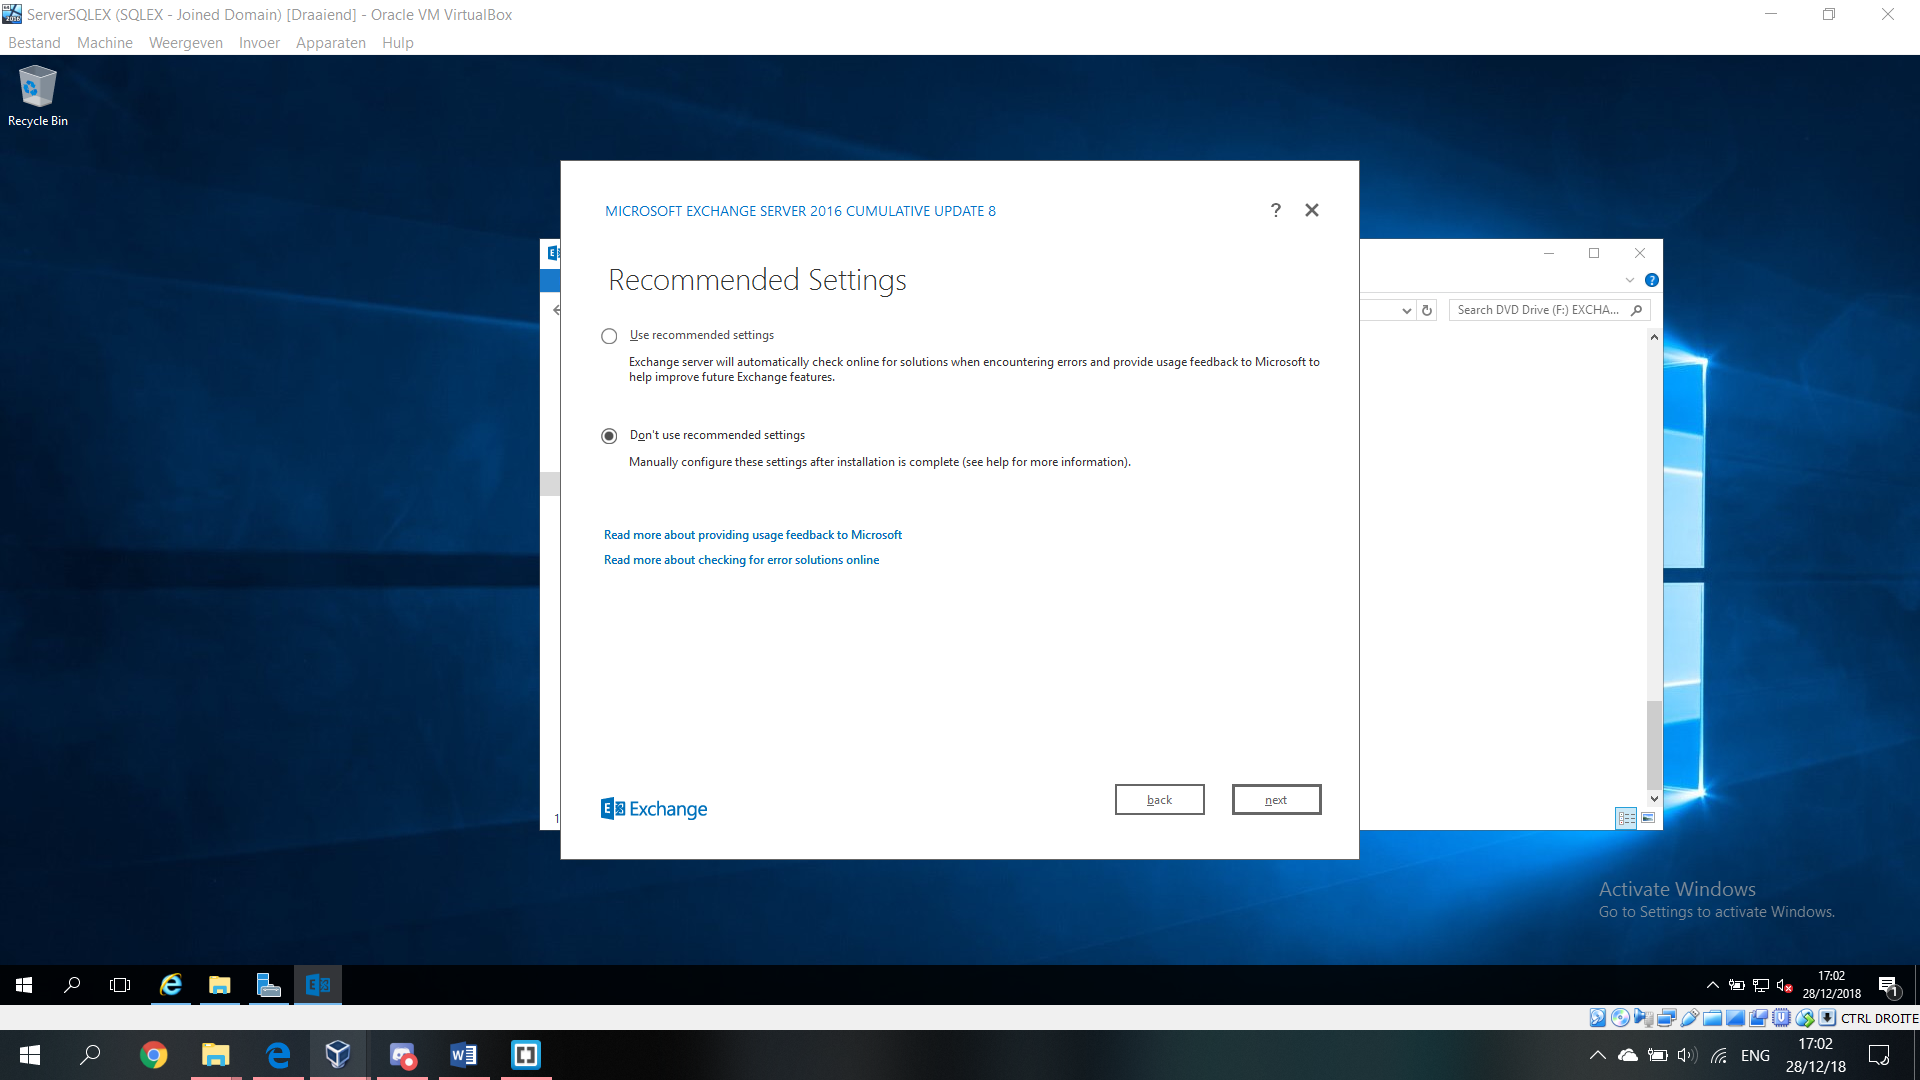 ServerSQLEX (SQLEX - Joined Domain) [Draaiend] - Oracle VM VirtualBox
Bestand Machine Weergeven Invoer Apparaten Hulp
Recycle Bin
MICROSOFT EXCHANGE SERVER 2016 CUMULATIVE UPDATE 8
? ✕
Recommended Settings
Use recommended settings
Exchange server will automatically check online for solutions when encountering errors and provide usage feedback to Microsoft to
help improve future Exchange features.
Don't use recommended settings
Manually configure these settings after installation is complete (see help for more information).
Read more about providing usage feedback to Microsoft
Read more about checking for error solutions online
Exchange
back
next
Search DVD Drive (F:) EXCHA...
1
Activate Windows
Go to Settings to activate Windows.
17:02
28/12/2018
1
CTRL DROITE
ENG
17:02
28/12/18